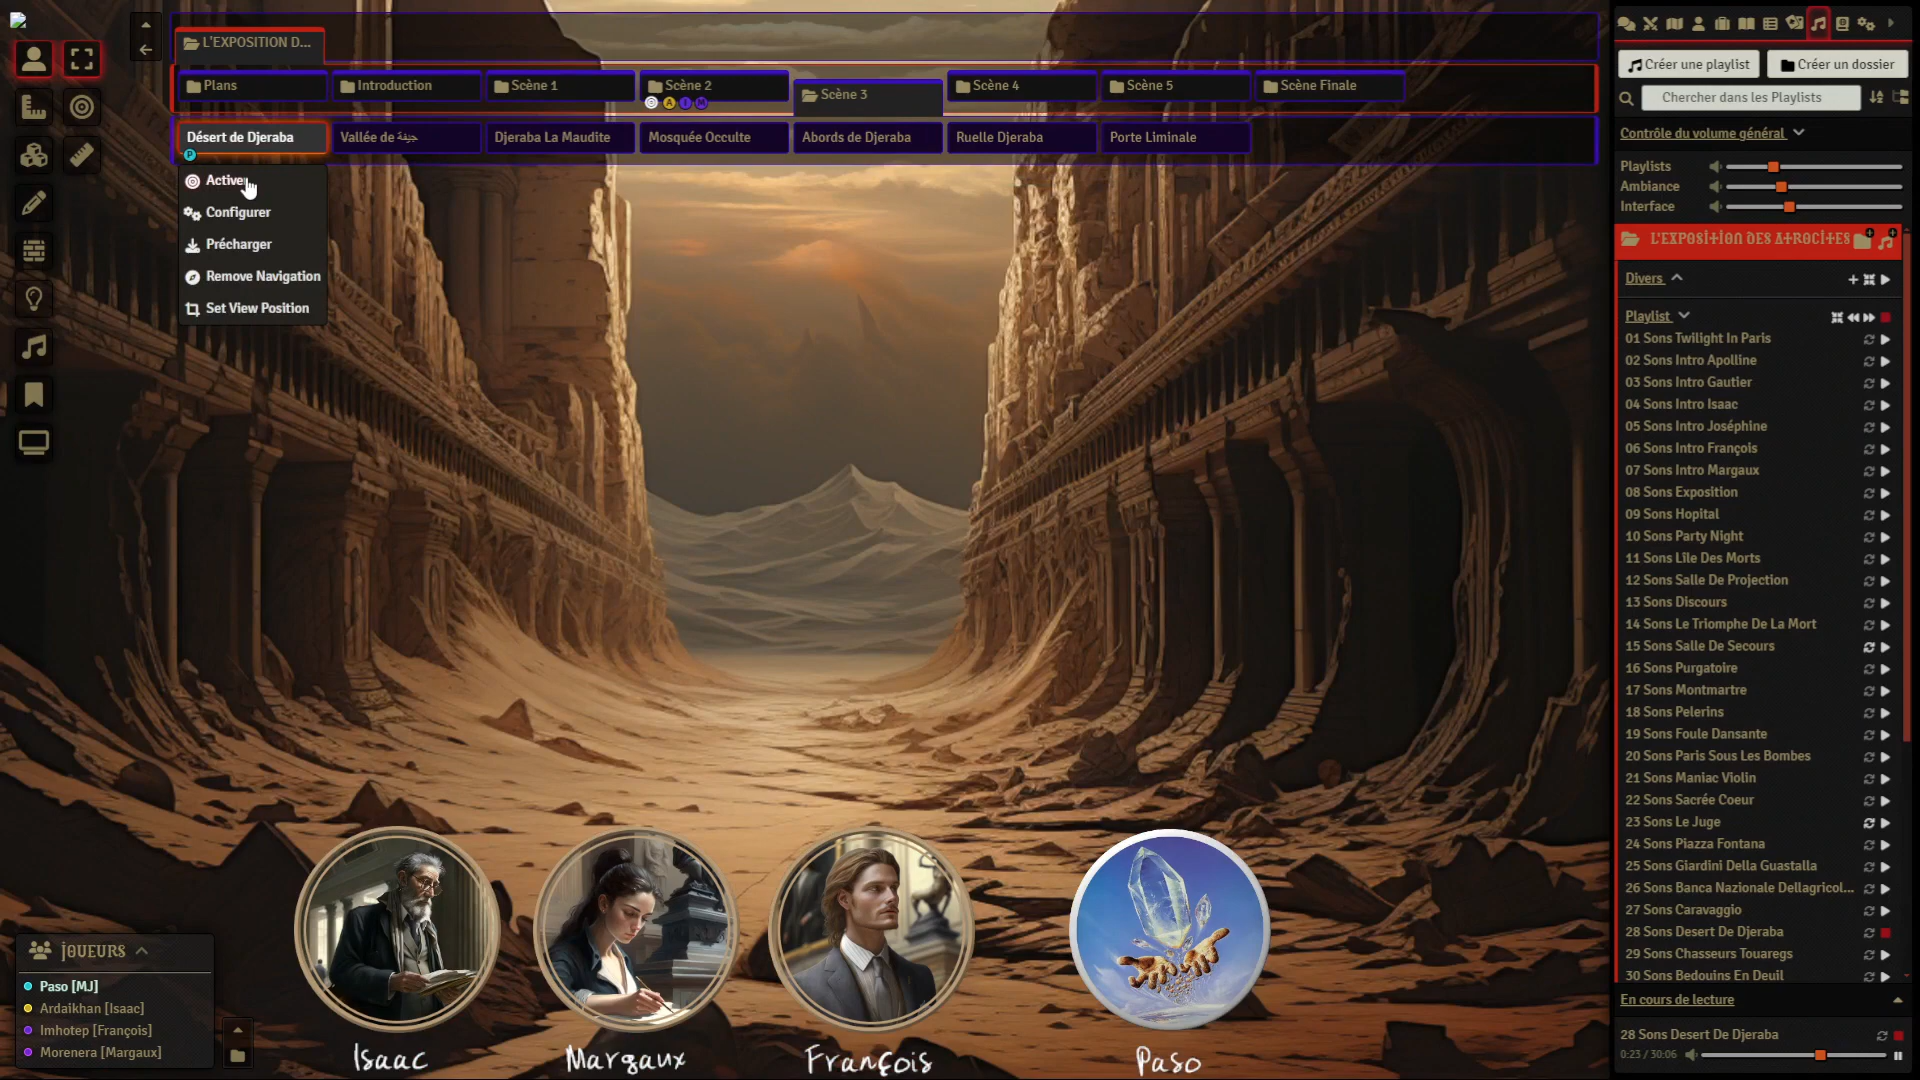 L'EXPOSITION D...
Plans
Introduction
Scène 1
Scène 2
Scène 3
Scène 4
Scène 5
Scène Finale
A I M
Désert de Djeraba
Vallée de جيفة
Djeraba La Maudite
Mosquée Occulte
Abords de Djeraba
Ruelle Djeraba
Porte Liminale
P
Activer
Configurer
Précharger
Remove Navigation
Set View Position
JOUEURS
Paso [MJ]
Ardaikhan [Isaac]
Imhotep [François]
Morenera [Margaux]
Isaac
Margaux
François
Paso
Créer une playlist
Créer un dossier
Chercher dans les Playlists
Contrôle du volume général
Playlists
Ambiance
Interface
L'EXPOSITION DES ATROCITES
Divers
Playlist
01 Sons Twilight In Paris
02 Sons Intro Apolline
03 Sons Intro Gautier
04 Sons Intro Isaac
05 Sons Intro Joséphine
06 Sons Intro François
07 Sons Intro Margaux
08 Sons Exposition
09 Sons Hopital
10 Sons Party Night
11 Sons Lîle Des Morts
12 Sons Salle De Projection
13 Sons Discours
14 Sons Le Triomphe De La Mort
15 Sons Salle De Secours
16 Sons Purgatoire
17 Sons Montmartre
18 Sons Pelerins
19 Sons Foule Dansante
20 Sons Paris Sous Les Bombes
21 Sons Maniac Violin
22 Sons Sacrée Coeur
23 Sons Le Juge
24 Sons Piazza Fontana
25 Sons Giardini Della Guastalla
26 Sons Banca Nazionale Dellagricol...
27 Sons Caravaggio
28 Sons Desert De Djeraba
29 Sons Chasseurs Touaregs
30 Sons Bedouins En Deuil
En cours de lecture
28 Sons Desert De Djeraba
0:23 / 30:06